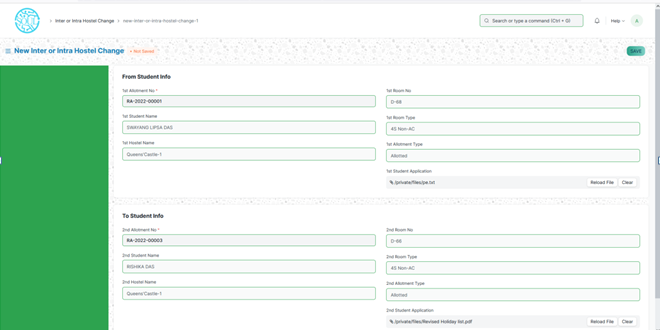 Inter or Intra Hostel Change
new-inter-or-intra-hostel-change-1
Search or type a command (Ctrl + G)
Help
A
New Inter or Intra Hostel Change
Not Saved
SAVE
From Student Info
1st Allotment No *
RA-2022-00001
1st Student Name
SWAYANG LIPSA DAS
1st Hostel Name
Queens'Castle-1
1st Room No
D-68
1st Room Type
4S Non-AC
1st Allotment Type
Allotted
1st Student Application
/private/files/pe.txt
Reload File
Clear
To Student Info
2nd Allotment No *
RA-2022-00003
2nd Student Name
RISHIKA DAS
2nd Hostel Name
Queens'Castle-1
2nd Room No
D-66
2nd Room Type
4S Non-AC
2nd Allotment Type
Allotted
2nd Student Application
/private/files/Revised Holiday list.pdf
Reload File
Clear